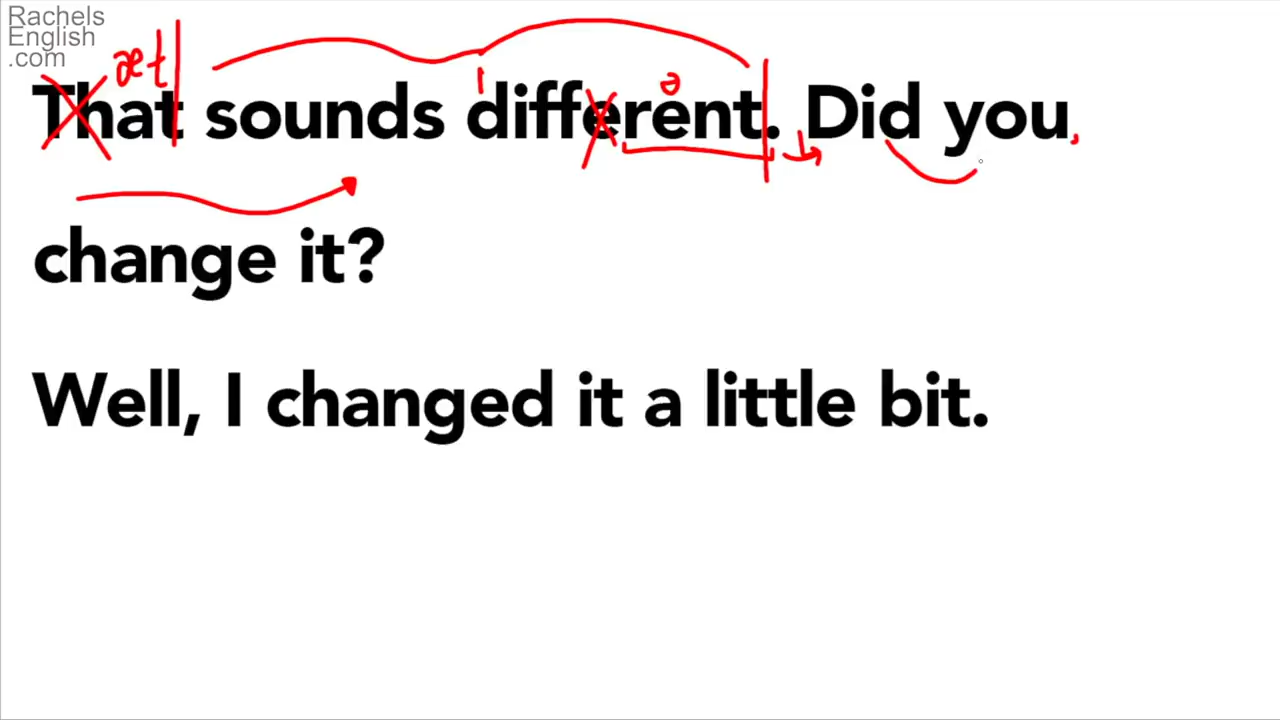 Rachels
English
.com
æt
ə
That sounds different. Did you
change it?
Well, I changed it a little bit.